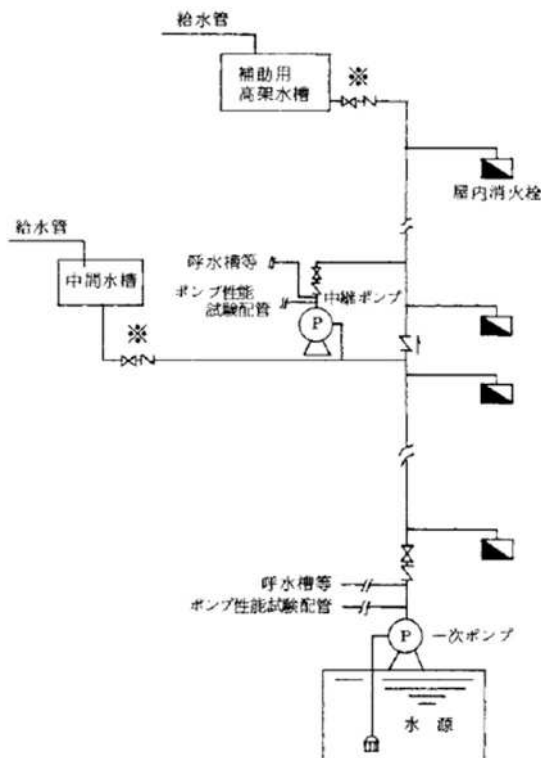 給水管
補助用
高架水槽
※
屋内消火栓
給水管
中間水槽
※
呼水槽等
ポンプ性能
試験配管
中継ポンプ
P
呼水槽等
ポンプ性能試験配管
P
一次ポンプ
水源